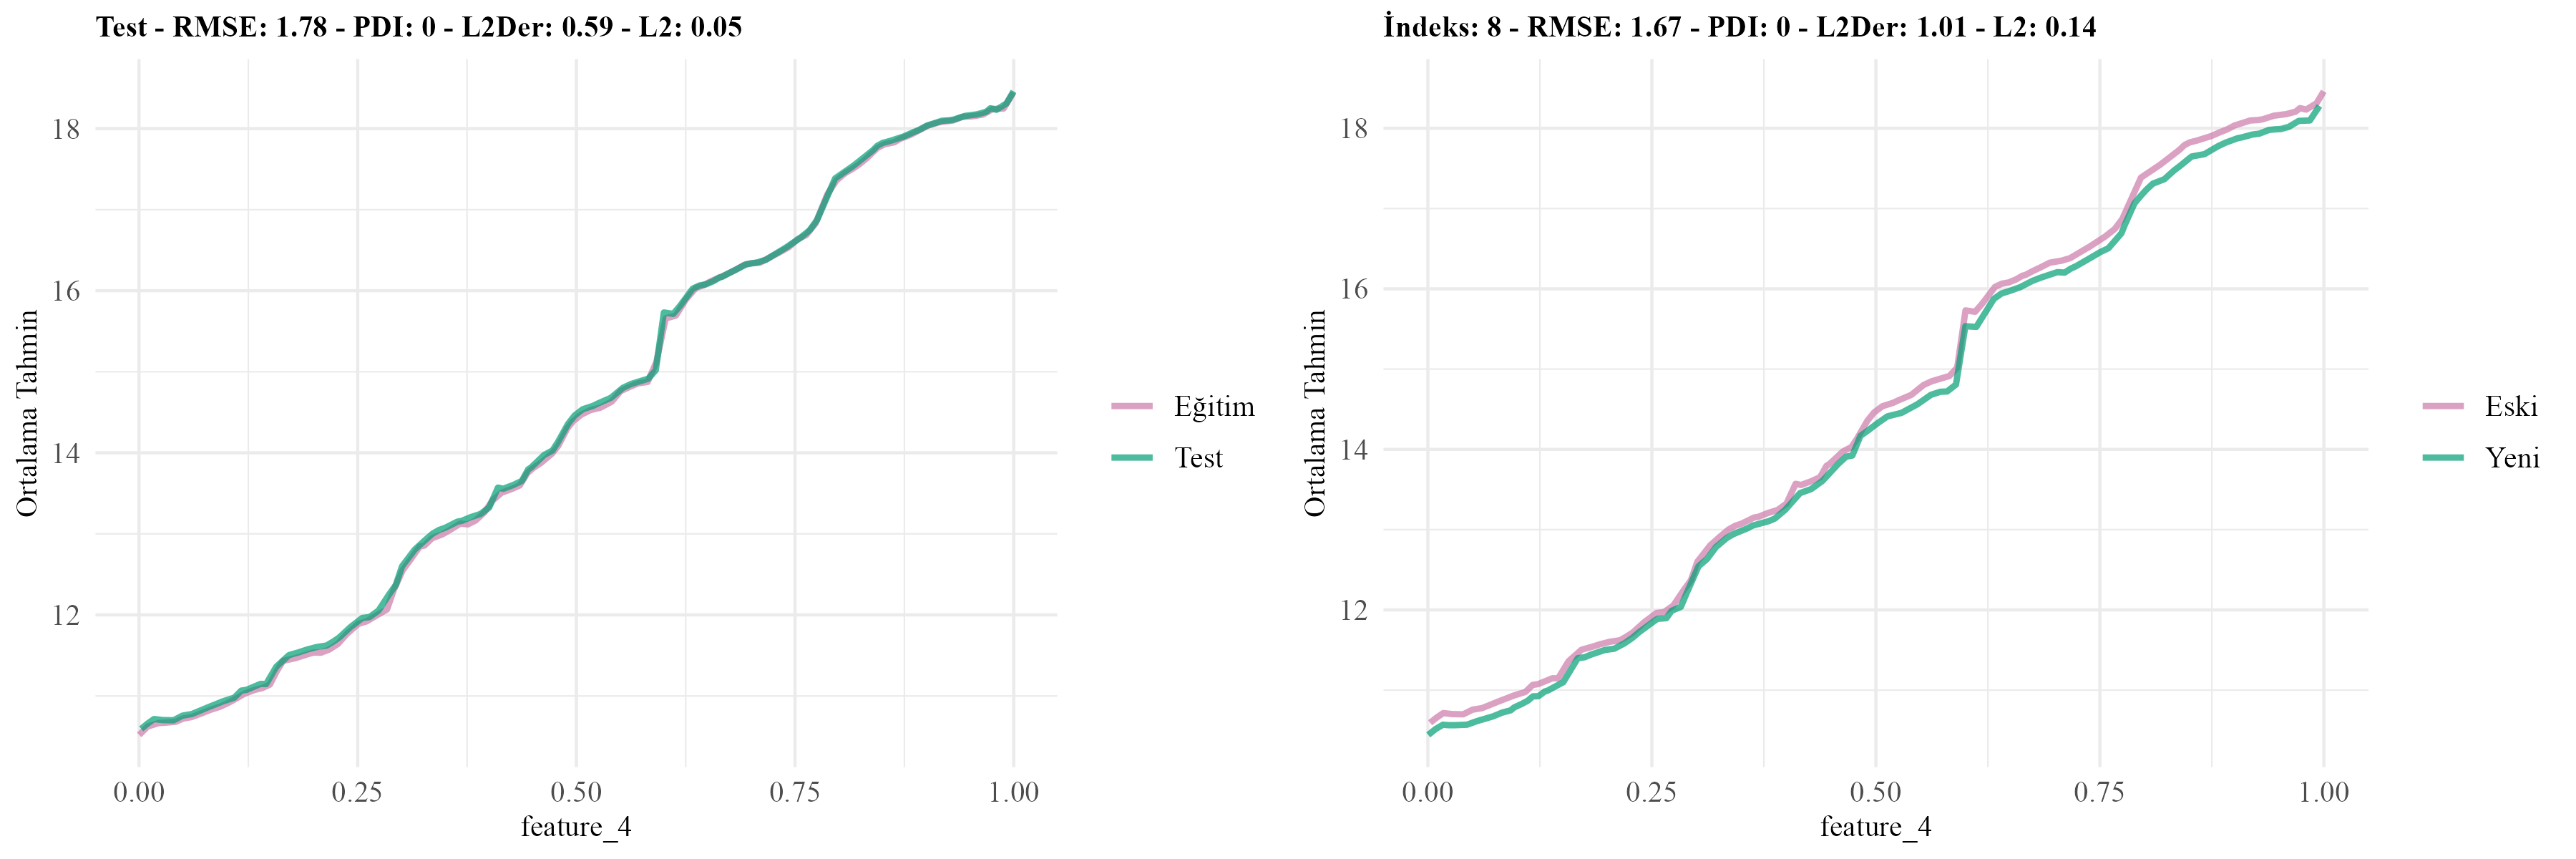 Test - RMSE: 1.78 - PDI: 0 - L2Der: 0.59 - L2: 0.05
Ortalama Tahmin
18
16
14
12
0.00 0.25 0.50 0.75 1.00
feature_4
Eğitim
Test
İndeks: 8 - RMSE: 1.67 - PDI: 0 - L2Der: 1.01 - L2: 0.14
Ortalama Tahmin
18
16
14
12
0.00 0.25 0.50 0.75 1.00
feature_4
Eski
Yeni